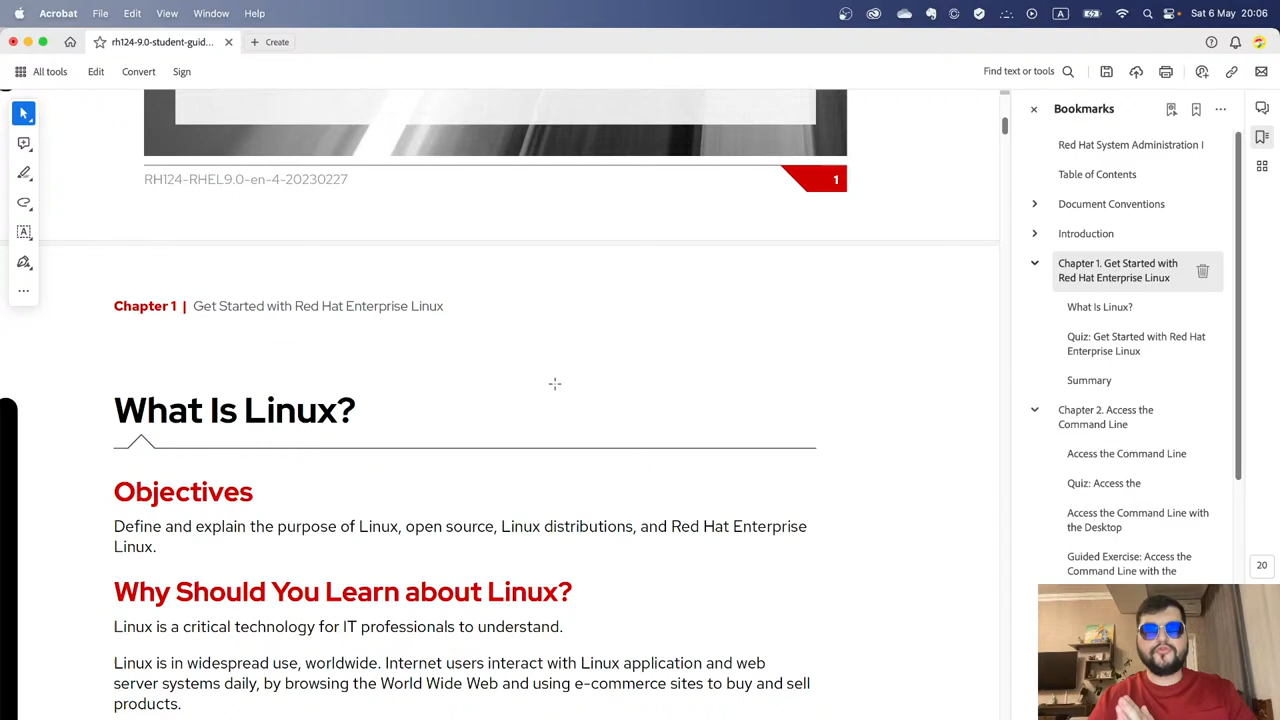 Acrobat File Edit View Window Help Sat 6 May 20:06
rh124-9.0-student-guid... Create
All tools Edit Convert Sign Find text or tools
RH124-RHEL9.0-en-4-20230227
1
Chapter 1 | Get Started with Red Hat Enterprise Linux
What Is Linux?
Objectives
Define and explain the purpose of Linux, open source, Linux distributions, and Red Hat Enterprise
Linux.
Why Should You Learn about Linux?
Linux is a critical technology for IT professionals to understand.
Linux is in widespread use, worldwide. Internet users interact with Linux application and web
server systems daily, by browsing the World Wide Web and using e-commerce sites to buy and sell
products.
Bookmarks
Red Hat System Administration I
Table of Contents
Document Conventions
Introduction
Chapter 1. Get Started with
Red Hat Enterprise Linux
What Is Linux?
Quiz: Get Started with Red Hat
Enterprise Linux
Summary
Chapter 2. Access the
Command Line
Access the Command Line
Quiz: Access the
Access the Command Line with
the Desktop
Guided Exercise: Access the
Command Line with the
20